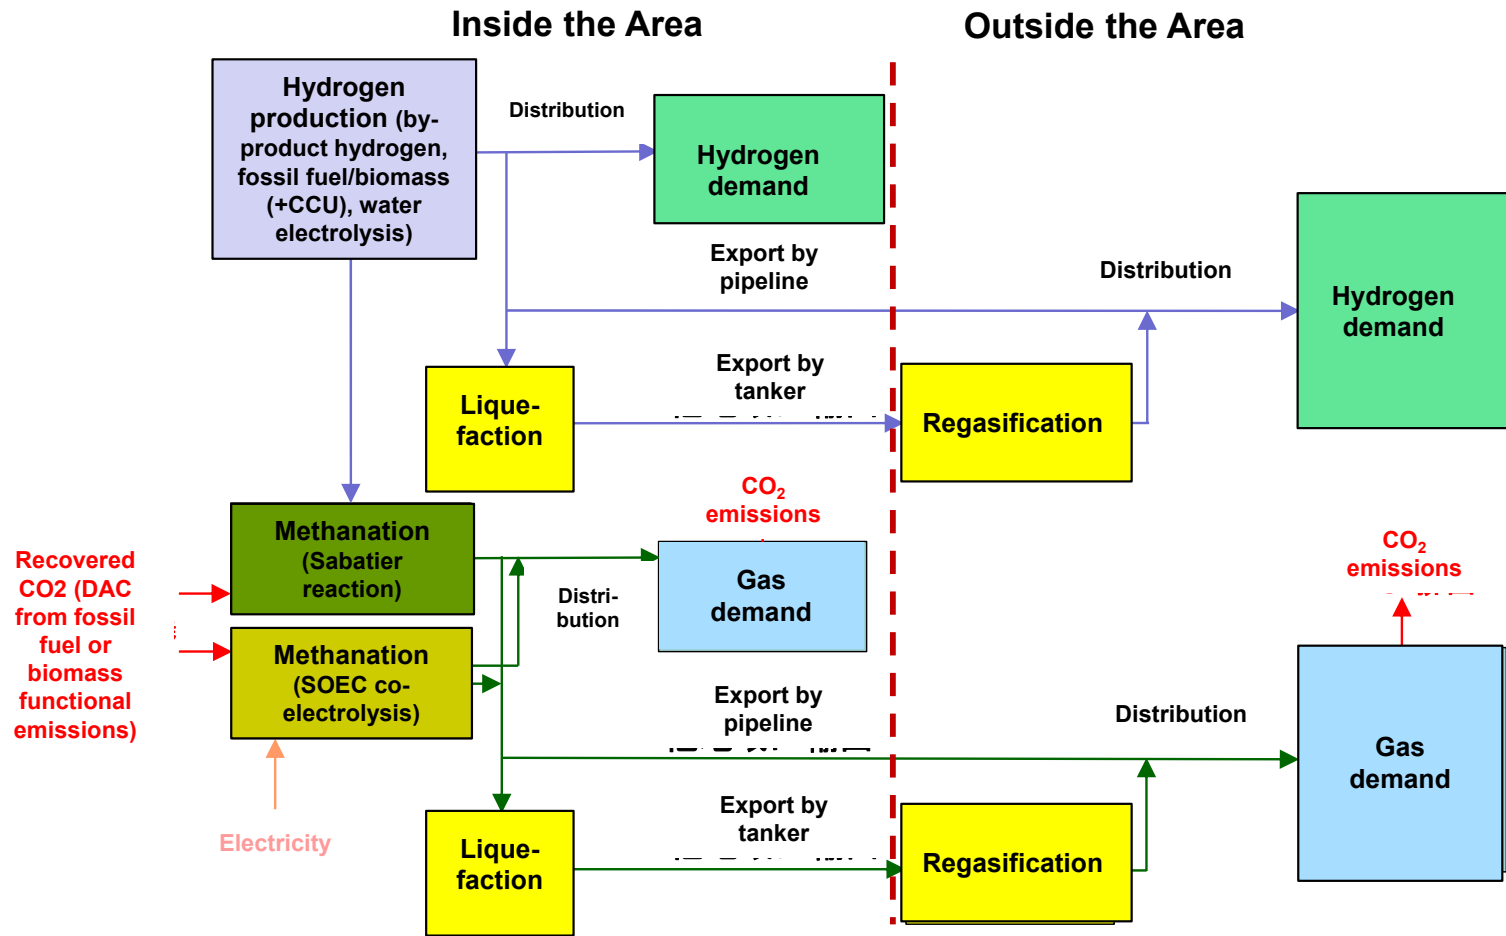 Inside the Area
Outside the Area
Hydrogen
production (by-
product hydrogen,
fossil fuel/biomass
(+CCU), water
electrolysis)
Distribution
Hydrogen
demand
Export by
pipeline
Distribution
Hydrogen
demand
Export by
tanker
Lique-
faction
Regasification
CO₂
emissions
Methanation
(Sabatier
reaction)
Recovered
CO2 (DAC
from fossil
fuel or
biomass
functional
emissions)
Distri-
bution
Gas
demand
CO₂
emissions
Methanation
(SOEC co-
electrolysis)
Export by
pipeline
Distribution
Gas
demand
Electricity
Export by
tanker
Lique-
faction
Regasification